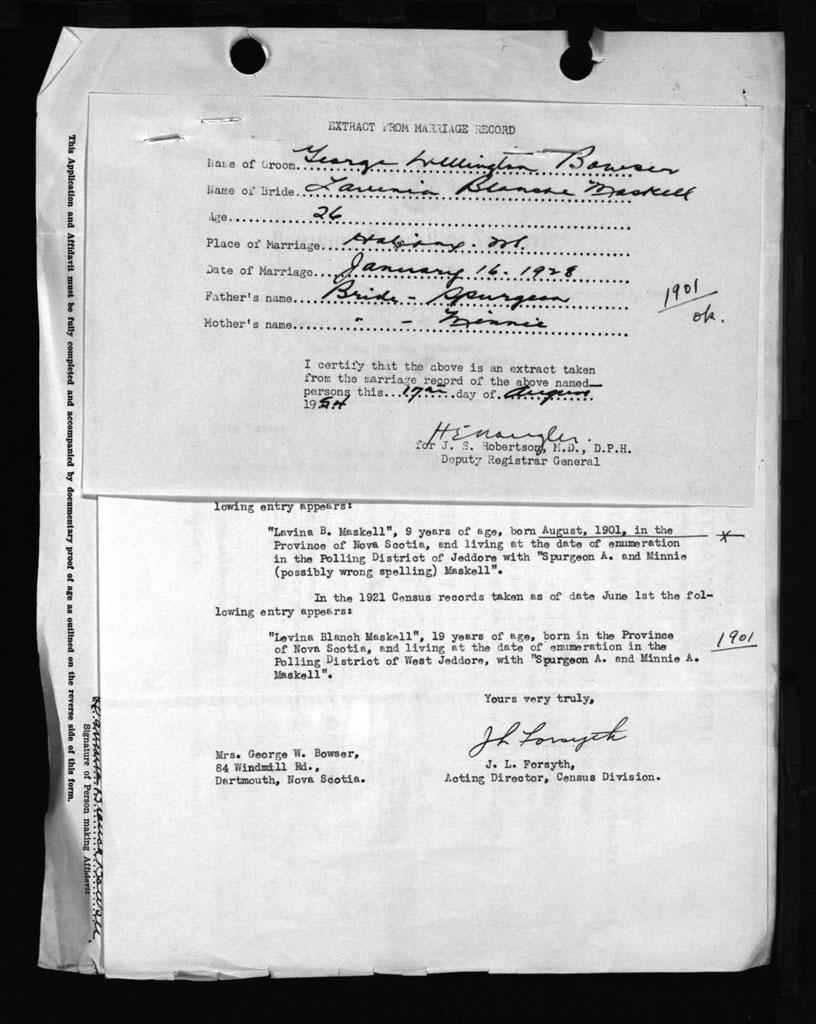 EXTRACT FROM MARRIAGE RECORD
Name of Groom. George Wellington Bowser
Name of Bride. Lavinia Blanche Maskell
Age. 26
Place of Marriage. Halifax - N.S.
Date of Marriage. January 16 - 1928
Father's name. Bride - Spurgeon
Mother's name. " - Minnie
1901
ok.
I certify that the above is an extract taken
from the marriage record of the above named
persons this 17th day of August
1954
for J. S. Robertson, M.D., D.P.H.
Deputy Registrar General
lowing entry appears:
"Lavina B. Maskell", 9 years of age, born August, 1901, in the
Province of Nova Scotia, and living at the date of enumeration
in the Polling District of Jeddore with "Spurgeon A. and Minnie
(possibly wrong spelling) Maskell".
x
In the 1921 Census records taken as of date June 1st the fol-
lowing entry appears:
"Levina Blanch Maskell", 19 years of age, born in the Province
of Nova Scotia, and living at the date of enumeration in the
Polling District of West Jeddore, with "Spurgeon A. and Minnie A.
Maskell".
1901
Yours very truly,
J L Forsyth
J. L. Forsyth,
Acting Director, Census Division.
Mrs. George W. Bowser,
84 Windmill Rd.,
Dartmouth, Nova Scotia.
This Application and Affidavit must be fully completed and accompanied by documentary proof of age as outlined on the reverse side of this form.
Signature of Person making Affidavit